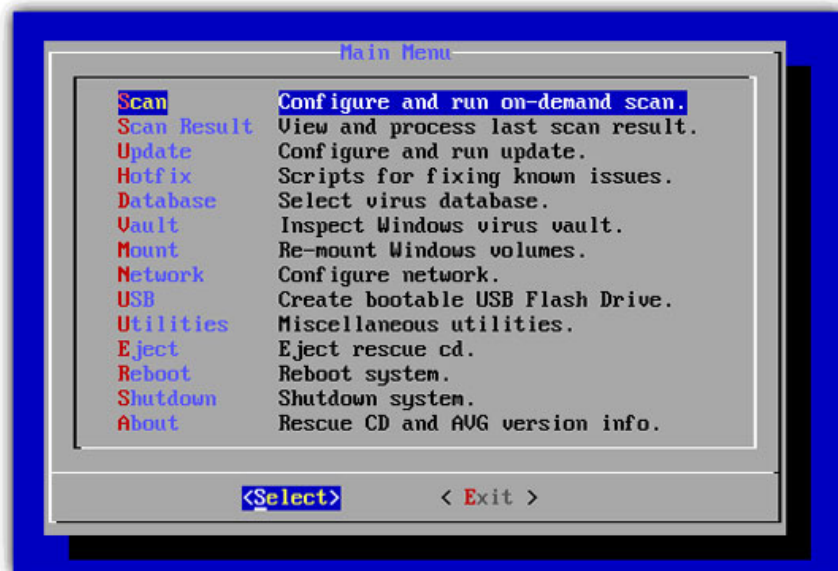 Main Menu
Scan Configure and run on-demand scan.
Scan Result View and process last scan result.
Update Configure and run update.
Hotfix Scripts for fixing known issues.
Database Select virus database.
Vault Inspect Windows virus vault.
Mount Re-mount Windows volumes.
Network Configure network.
USB Create bootable USB Flash Drive.
Utilities Miscellaneous utilities.
Eject Eject rescue cd.
Reboot Reboot system.
Shutdown Shutdown system.
About Rescue CD and AVG version info.
<Select> < Exit >